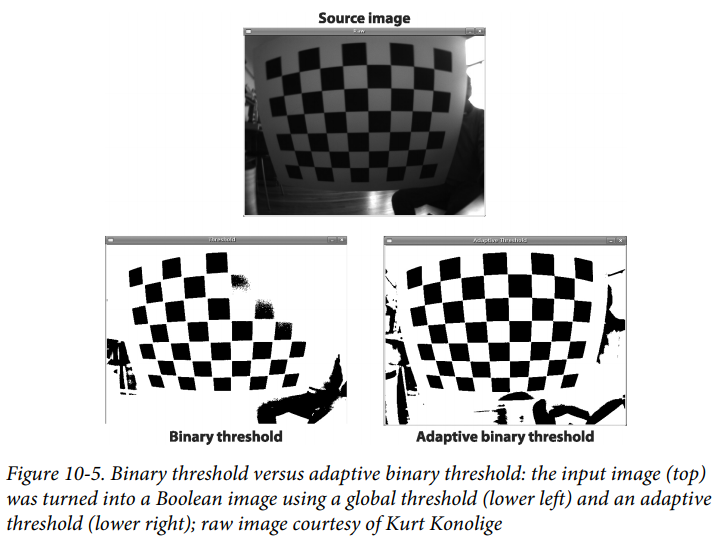 Source image
Raw
Threshold
Adaptive Threshold
Binary threshold
Adaptive binary threshold
Figure 10-5. Binary threshold versus adaptive binary threshold: the input image (top)
was turned into a Boolean image using a global threshold (lower left) and an adaptive
threshold (lower right); raw image courtesy of Kurt Konolige